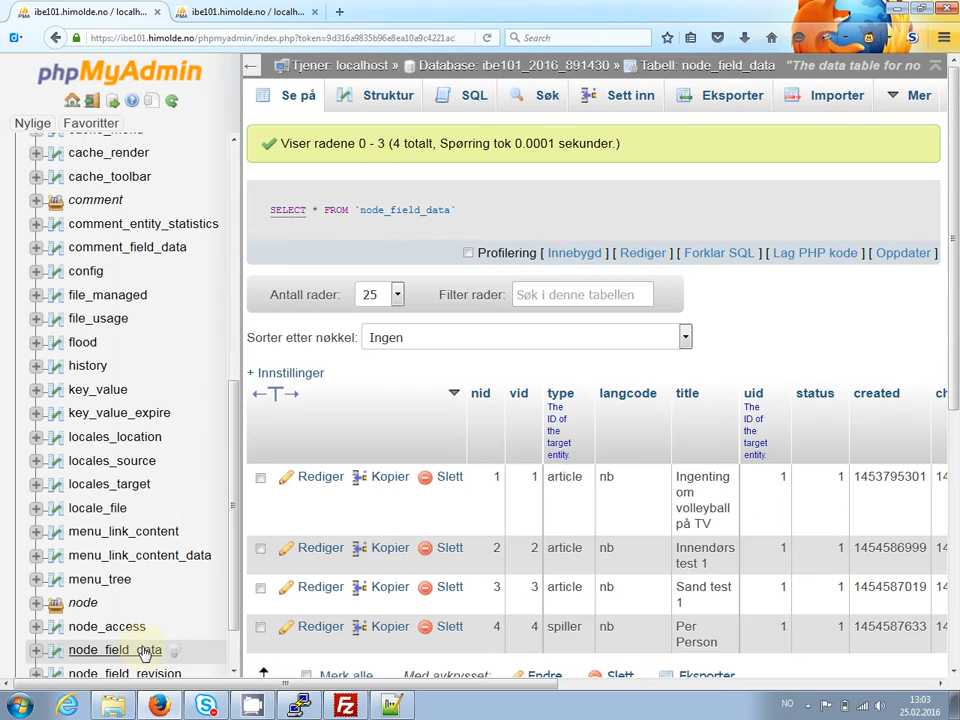 ibe101.himolde.no / localh...
ibe101.himolde.no / localh...
https://ibe101.himolde.no/phpmyadmin/index.php?token=9d316a9835b96e8ea10a9c4221ac
Search
phpMyAdmin
Nylige
Favoritter
cache_menu
cache_render
cache_toolbar
comment
comment_entity_statistics
comment_field_data
config
file_managed
file_usage
flood
history
key_value
key_value_expire
locales_location
locales_source
locales_target
locale_file
menu_link_content
menu_link_content_data
menu_tree
node
node_access
node_field_data
node_field_revision
Tjener: localhost » Database: ibe101_2016_891430 » Tabell: node_field_data "The data table for no
Se på
Struktur
SQL
Søk
Sett inn
Eksporter
Importer
Mer
Viser radene 0 - 3 (4 totalt, Spørring tok 0.0001 sekunder.)
SELECT * FROM `node_field_data`
Profilering [ Innebygd ] [ Rediger ] [ Forklar SQL ] [ Lag PHP kode ] [ Oppdater ]
Antall rader: 25
Filter rader: Søk i denne tabellen
Sorter etter nøkkel: Ingen
+ Innstillinger
←T→ nid vid type langcode title uid status created ch
The ID of the target entity.
The ID of the target entity.
Rediger Kopier Slett 1 1 article nb Ingenting om volleyball på TV 1 1 1453795301 14
Rediger Kopier Slett 2 2 article nb Innendørs test 1 1 1 1454586999 14
Rediger Kopier Slett 3 3 article nb Sand test 1 1 1 1454587019 14
Rediger Kopier Slett 4 4 spiller nb Per Person 1 1 1454587633 14
Merk alle Med avkrysset: Endre Slett Eksporter
NO
13:03
25.02.2016